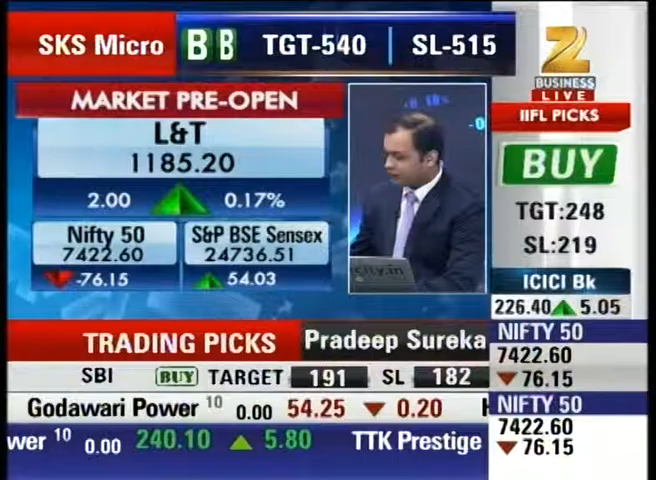 SKS Micro
B B
TGT-540
SL-515
Z
BUSINESS
LIVE
MARKET PRE-OPEN
L&T
1185.20
2.00 0.17%
Nifty 50
7422.60
-76.15
S&P BSE Sensex
24736.51
54.03
IIFL PICKS
BUY
TGT:248
SL:219
ICICI Bk
226.40 5.05
TRADING PICKS
Pradeep Sureka
SBI BUY TARGET 191 SL 182
Godawari Power 10 0.00 54.25 0.20
wer 10 0.00 240.10 5.80 TTK Prestige
NIFTY 50
7422.60
76.15
NIFTY 50
7422.60
76.15